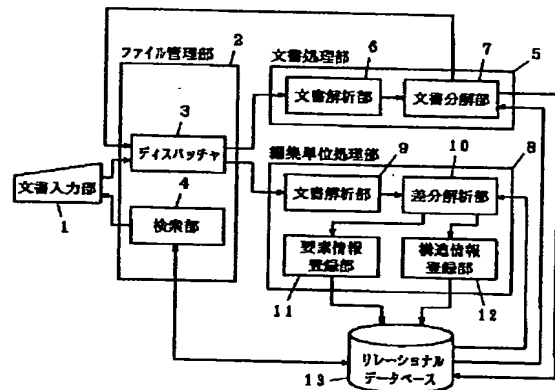 2
ファイル管理部
3
ディスパッチャ
4
検索部
文書入力部
1
5
文書処理部
6
文書解析部
7
文書分解部
8
編集単位処理部
9
文書解析部
10
差分解析部
要素情報
登録部
11
構造情報
登録部
12
リレーショナル
データベース
13